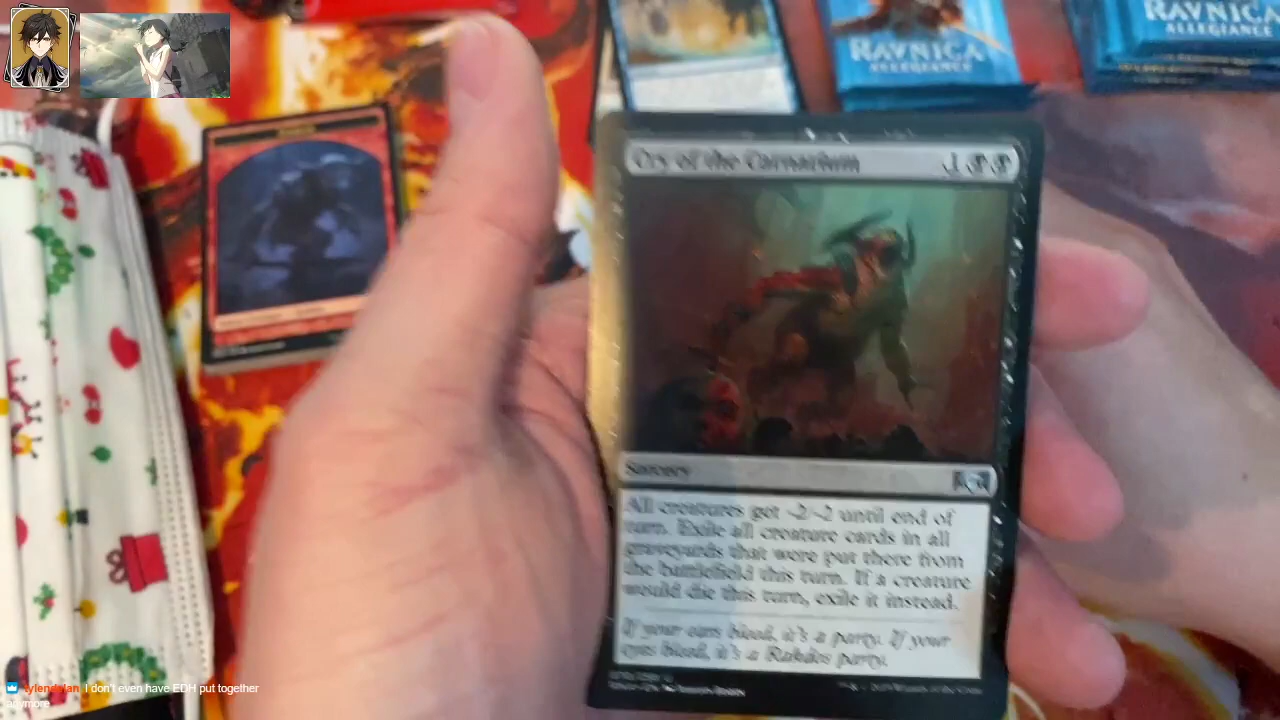 RAVNICA
ALLEGIANCE
RAVNICA
ALLEGIANCE
Cry of the Carnarium 1
Sorcery
All creatures get -2/-2 until end of
turn. Exile all creature cards in all
graveyards that were put there from
the battlefield this turn. If a creature
would die this turn, exile it instead.
If your ears bleed, it's a party. If your
eyes bleed, it's a Rakdos party.
I don't even have EDH put together
anymore